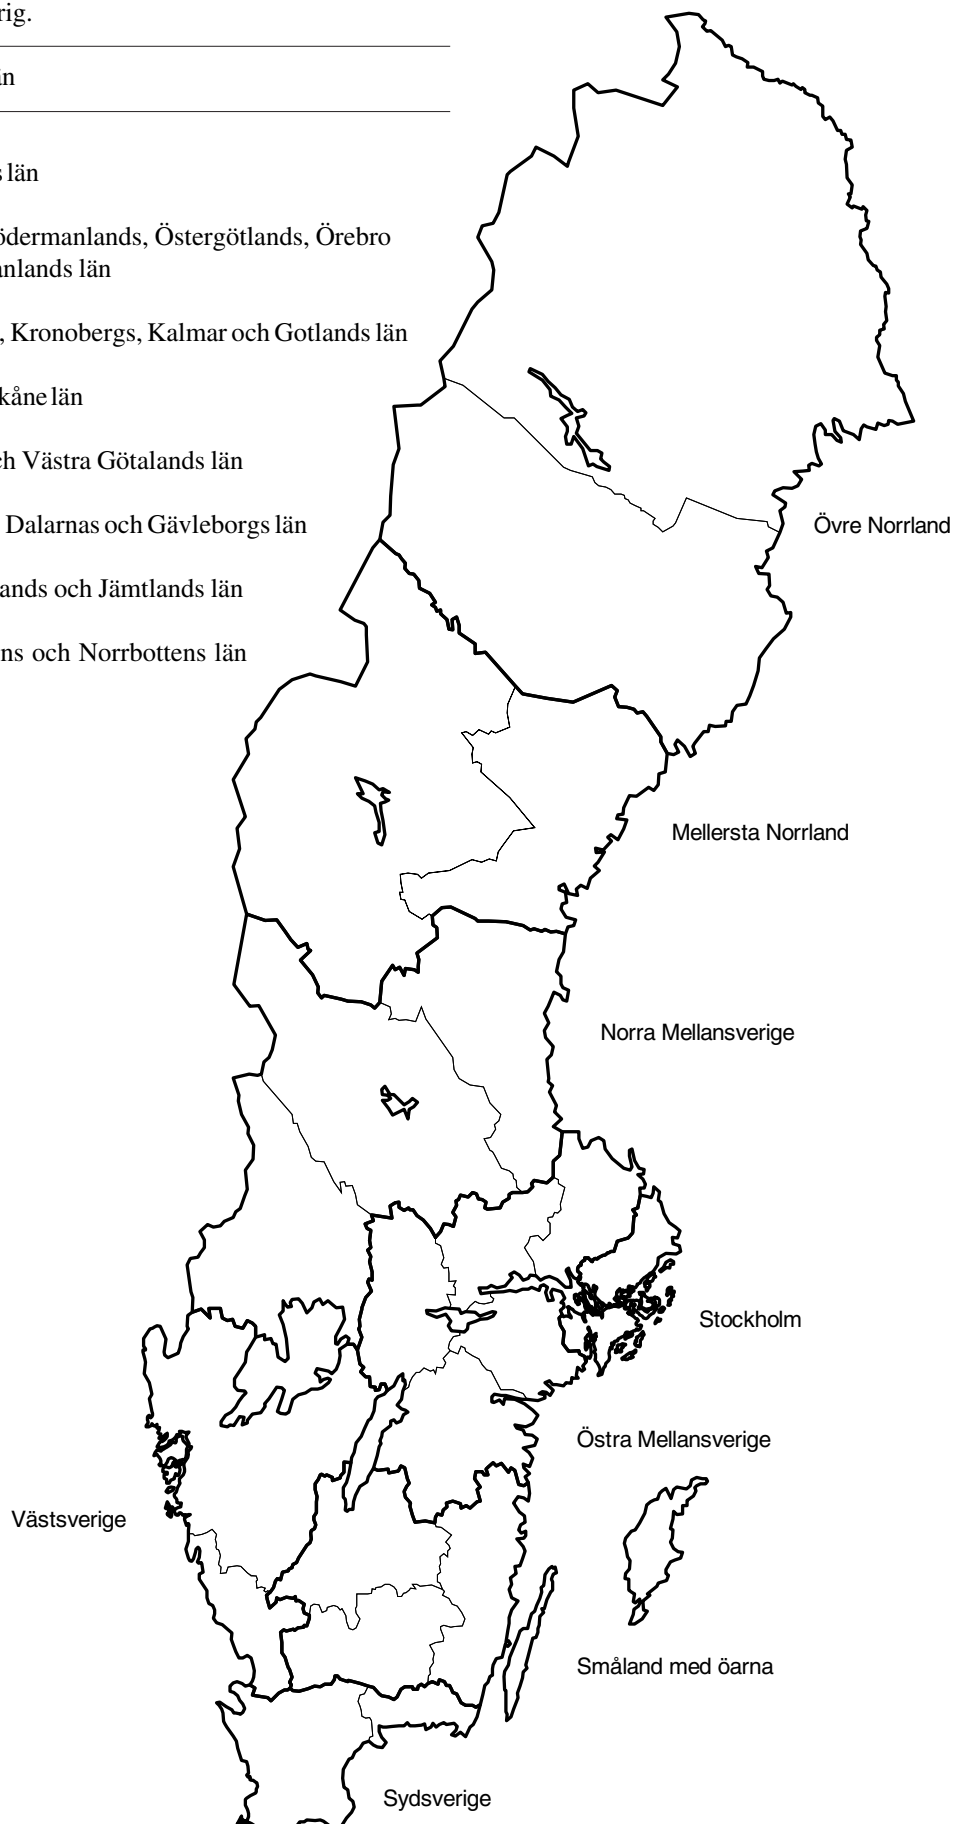 rig.
än
s län
ödermanlands, Östergötlands, Örebro
anlands län
, Kronobergs, Kalmar och Gotlands län
kåne län
ch Västra Götalands län
, Dalarnas och Gävleborgs län
ands och Jämtlands län
ns och Norrbottens län
Övre Norrland
Mellersta Norrland
Norra Mellansverige
Stockholm
Östra Mellansverige
Västsverige
Småland med öarna
Sydsverige